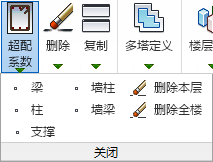 超配系数 删除 复制 多塔定义 楼层
梁 墙柱 删除本层
柱 墙梁 删除全楼
支撑
关闭